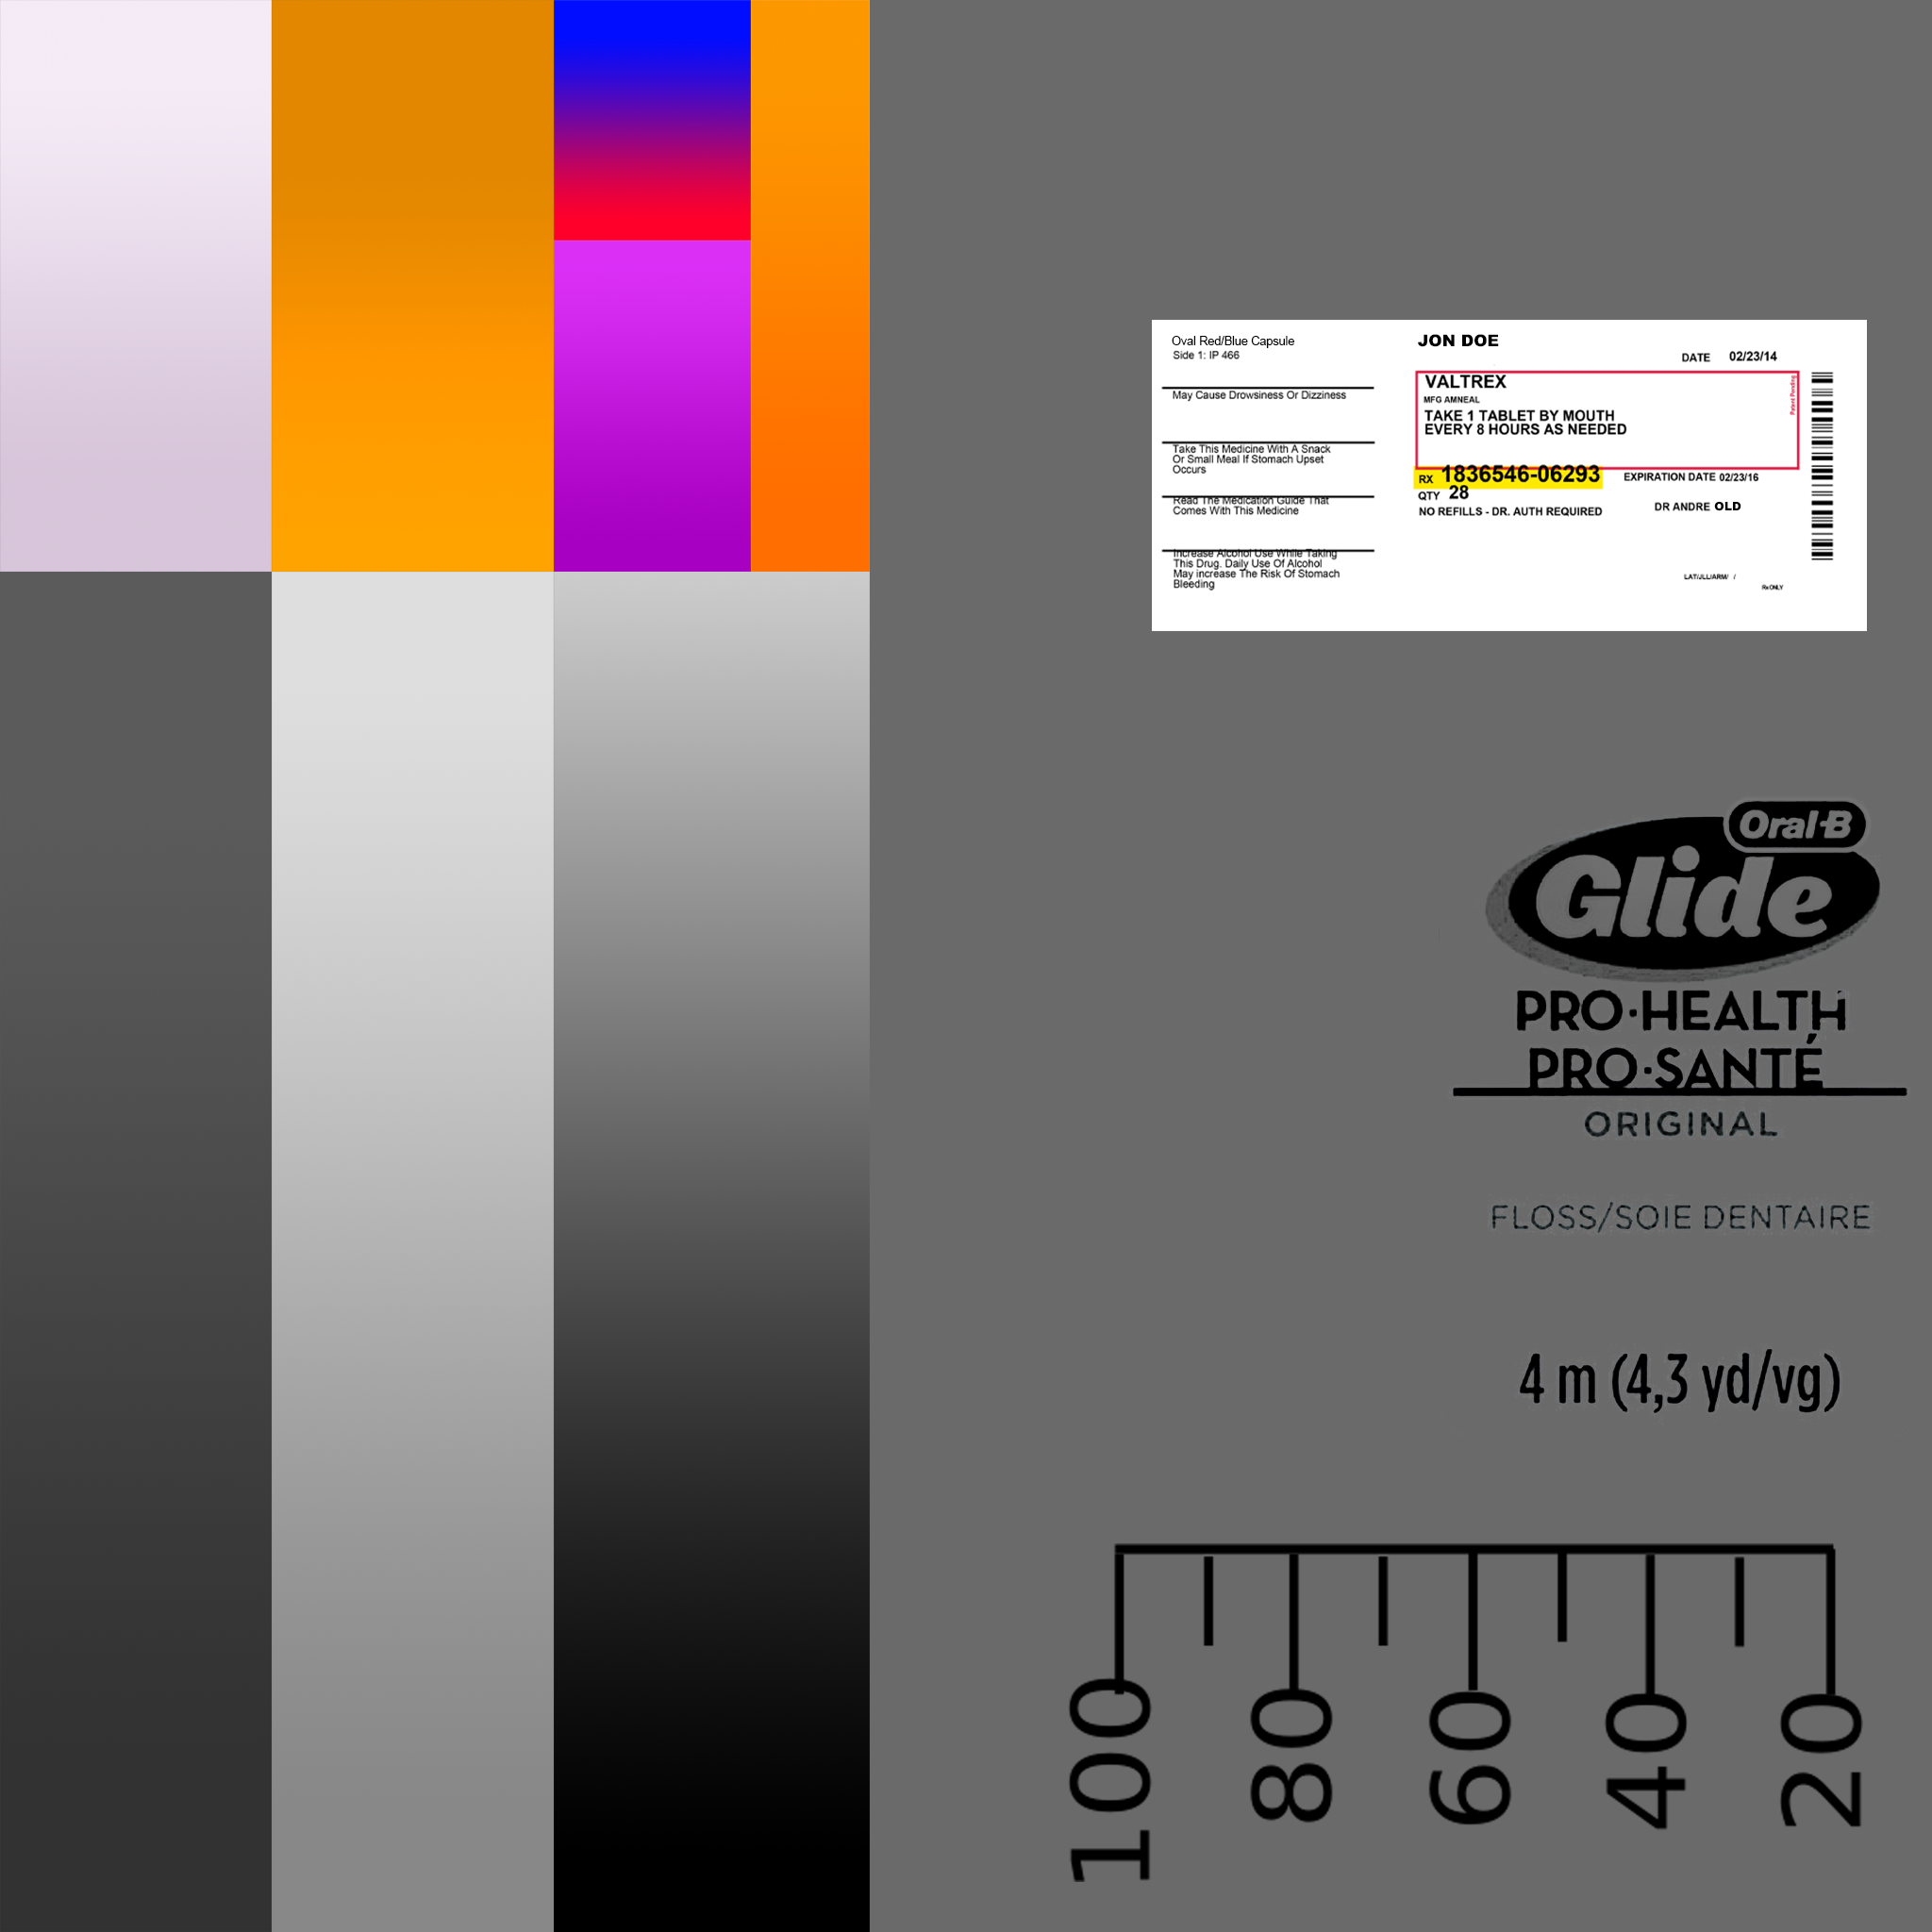 Oval Red/Blue Capsule
Side 1: IP 466
May Cause Drowsiness Or Dizziness
Take This Medicine With A Snack
Or Small Meal If Stomach Upset
Occurs
Read The Medication Guide That
Comes With This Medicine
Increase Alcohol Use While Taking
This Drug. Daily Use Of Alcohol
May increase The Risk Of Stomach
Bleeding
JON DOE
DATE 02/23/14
VALTREX
MFG AMNEAL
TAKE 1 TABLET BY MOUTH
EVERY 8 HOURS AS NEEDED
Patent Pending
RX 1836546-06293
EXPIRATION DATE 02/23/16
QTY 28
DR ANDRE OLD
NO REFILLS - DR. AUTH REQUIRED
LAT/JLL/ARM/ /
Rx ONLY
Oral-B
Glide
PRO·HEALTH
PRO·SANTÉ
ORIGINAL
FLOSS/SOIE DENTAIRE
4 m (4,3 yd/vg)
100 80 60 40 20